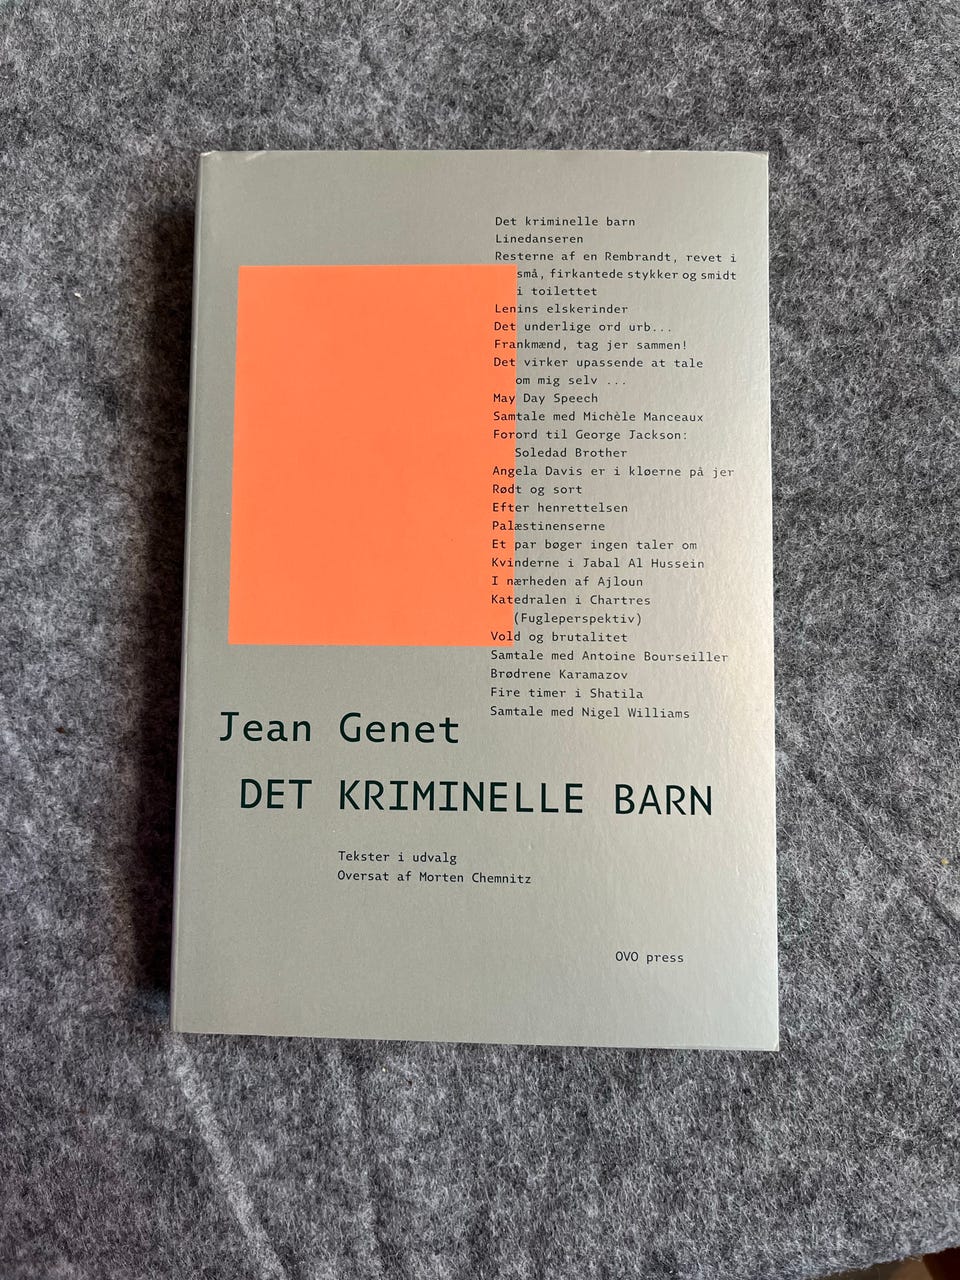 Det kriminelle barn
Linedanseren
Resterne af en Rembrandt, revet i
små, firkantede stykker og smidt
i toilettet
Lenins elskerinder
Det underlige ord urb...
Frankmænd, tag jer sammen!
Det virker upassende at tale
om mig selv ...
May Day Speech
Samtale med Michèle Manceaux
Forord til George Jackson:
Soledad Brother
Angela Davis er i kløerne på jer
Rødt og sort
Efter henrettelsen
Palæstinenserne
Et par bøger ingen taler om
Kvinderne i Jabal Al Hussein
I nærheden af Ajloun
Katedralen i Chartres
(Fugleperspektiv)
Vold og brutalitet
Samtale med Antoine Bourseiller
Brødrene Karamazov
Fire timer i Shatila
Samtale med Nigel Williams
Jean Genet
DET KRIMINELLE BARN
Tekster i udvalg
Oversat af Morten Chemnitz
OVO press